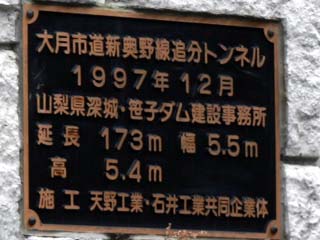 大月市道新奥野線追分トンネル
1997年12月
山梨県深城・笹子ダム建設事務所
延長 173m 幅 5.5m
高 5.4m
施工 天野工業・石井工業共同企業体